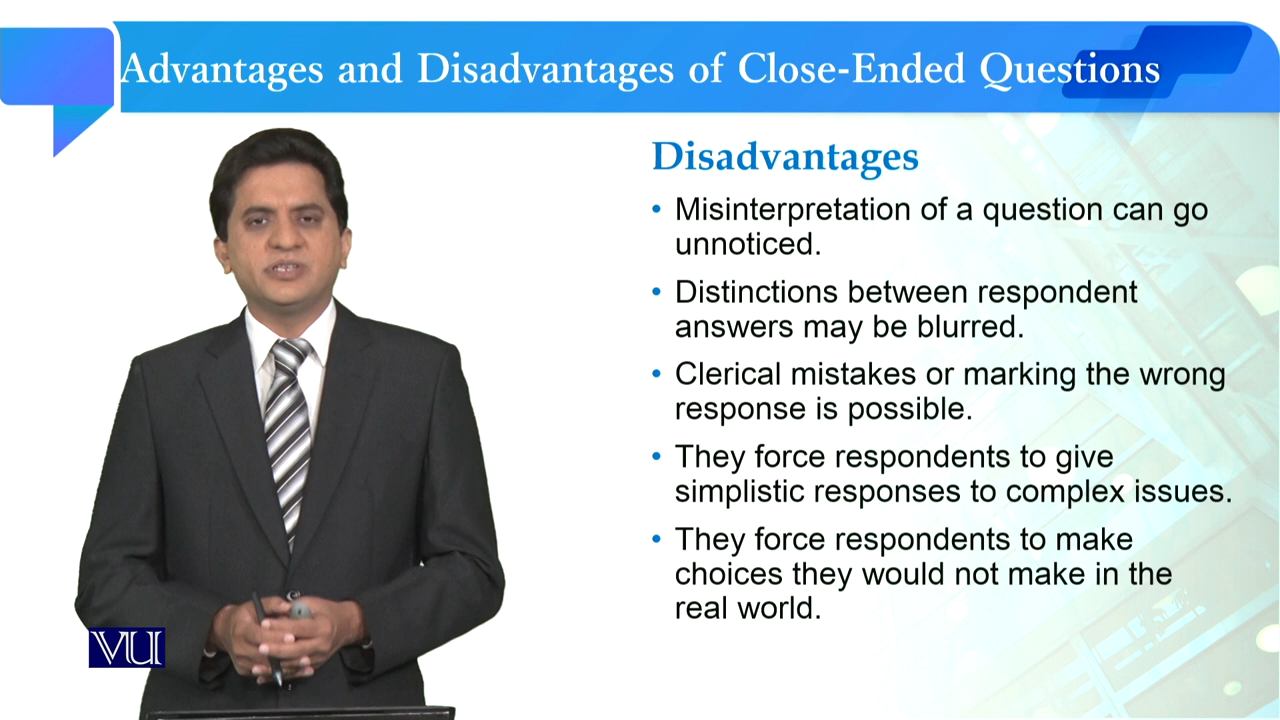 Advantages and Disadvantages of Close-Ended Questions
Disadvantages
• Misinterpretation of a question can go
unnoticed.
• Distinctions between respondent
answers may be blurred.
• Clerical mistakes or marking the wrong
response is possible.
• They force respondents to give
simplistic responses to complex issues.
• They force respondents to make
choices they would not make in the
real world.
VU